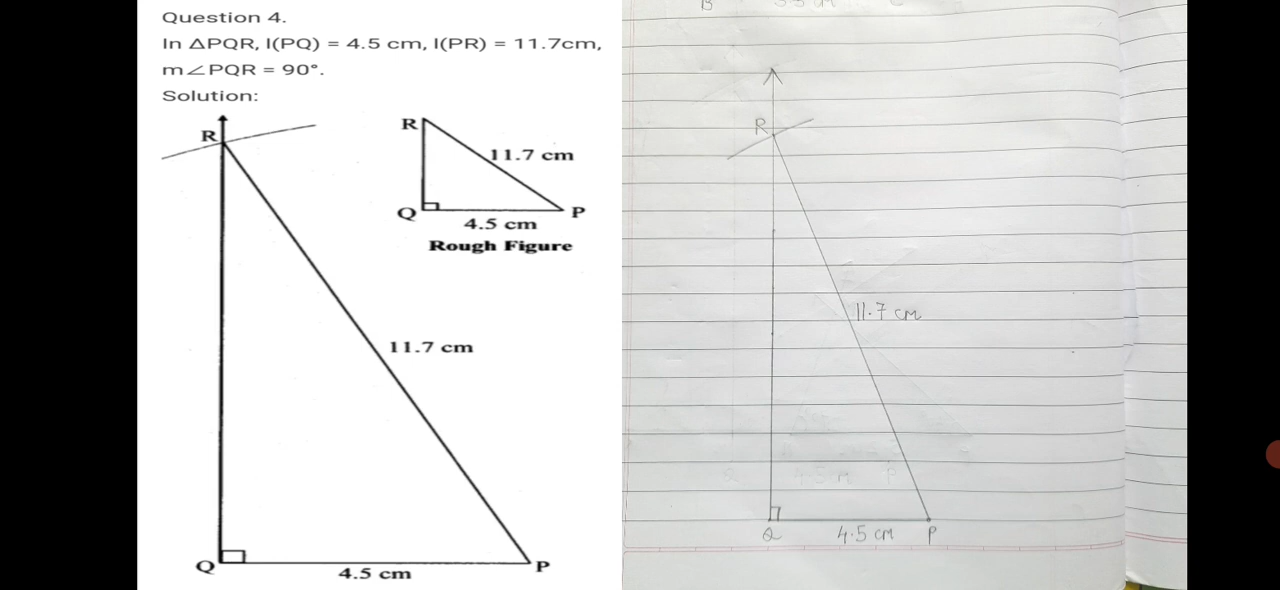 Question 4.
In ΔPQR, l(PQ) = 4.5 cm, l(PR) = 11.7cm,
m∠PQR = 90°.
Solution:
R
11.7 cm
Q
4.5 cm
P
R
11.7 cm
Q
P
4.5 cm
Rough Figure
R
11.7 cm
Q
4.5 cm
P